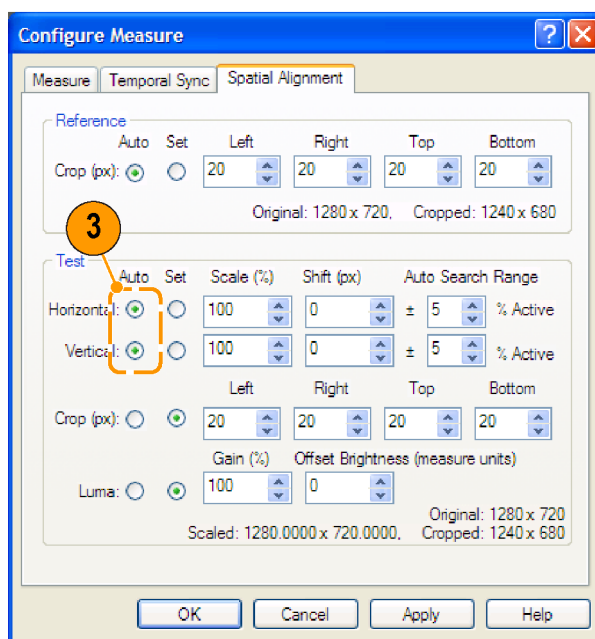 Configure Measure
Measure Temporal Sync Spatial Alignment
Reference
Auto Set Left Right Top Bottom
Crop (px): 20 20 20 20
Original: 1280 x 720, Cropped: 1240 x 680
3
Test
Auto Set Scale (%) Shift (px) Auto Search Range
Horizontal: 100 0 ± 5 % Active
Vertical: 100 0 ± 5 % Active
Left Right Top Bottom
Crop (px): 20 20 20 20
Gain (%) Offset Brightness (measure units)
Luma: 100 0
Original: 1280 x 720
Scaled: 1280.0000 x 720.0000, Cropped: 1240 x 680
OK Cancel Apply Help